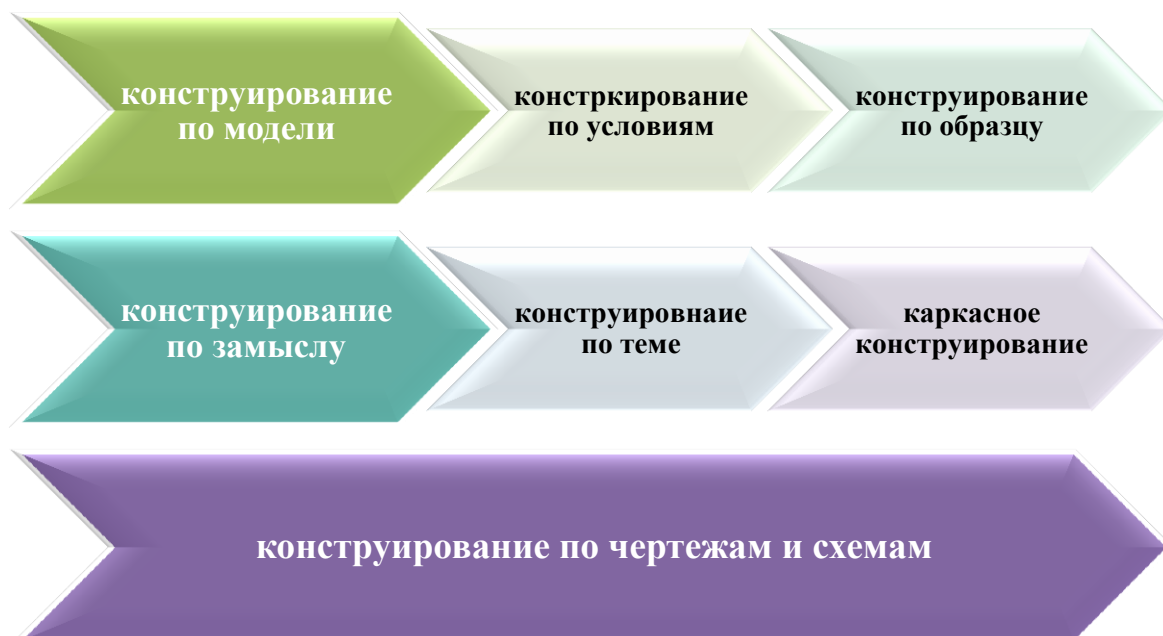 конструирование
по модели
констркирование
по условиям
конструирование
по образцу
конструирование
по замыслу
конструировнаие
по теме
каркасное
конструирование
конструирование по чертежам и схемам